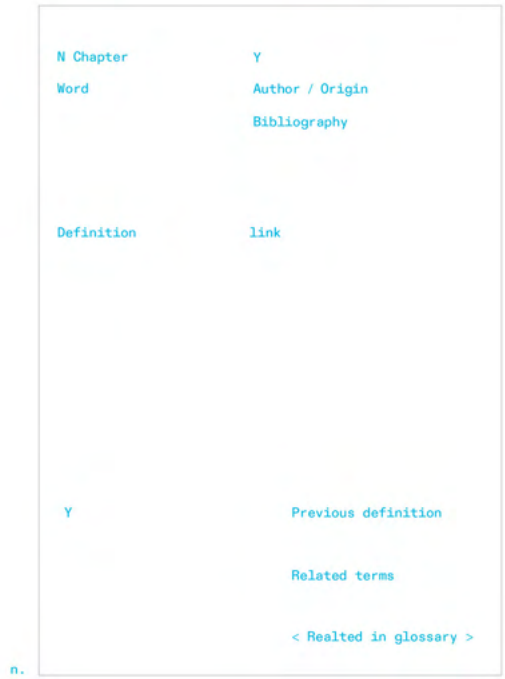 N Chapter Y
Word Author / Origin
Bibliography
Definition link
Y Previous definition
Related terms
< Realted in glossary >
n.